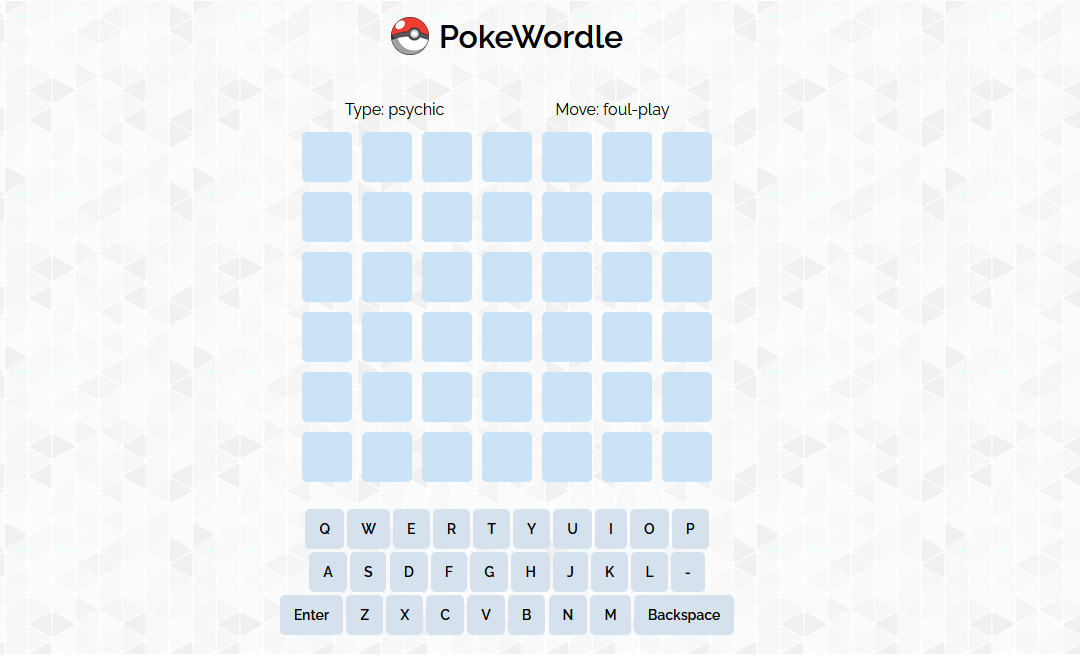 PokeWordle
Type: psychic Move: foul-play
Q W E R T Y U I O P
A S D F G H J K L -
Enter Z X C V B N M Backspace